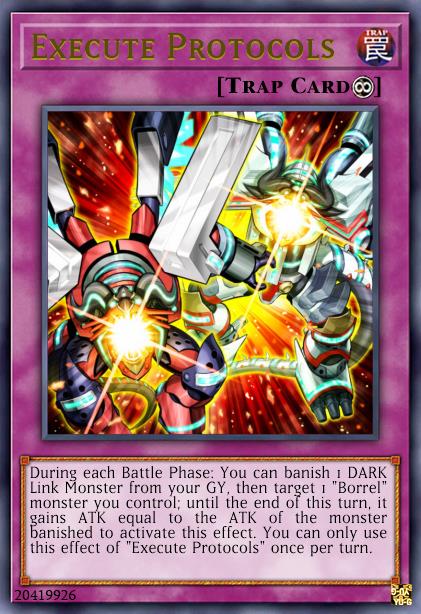 Execute Protocols
TRAP
罠
[Trap Card]
During each Battle Phase: You can banish 1 DARK
Link Monster from your GY, then target 1 "Borrel"
monster you control; until the end of this turn, it
gains ATK equal to the ATK of the monster
banished to activate this effect. You can only use
this effect of "Execute Protocols" once per turn.
20419926